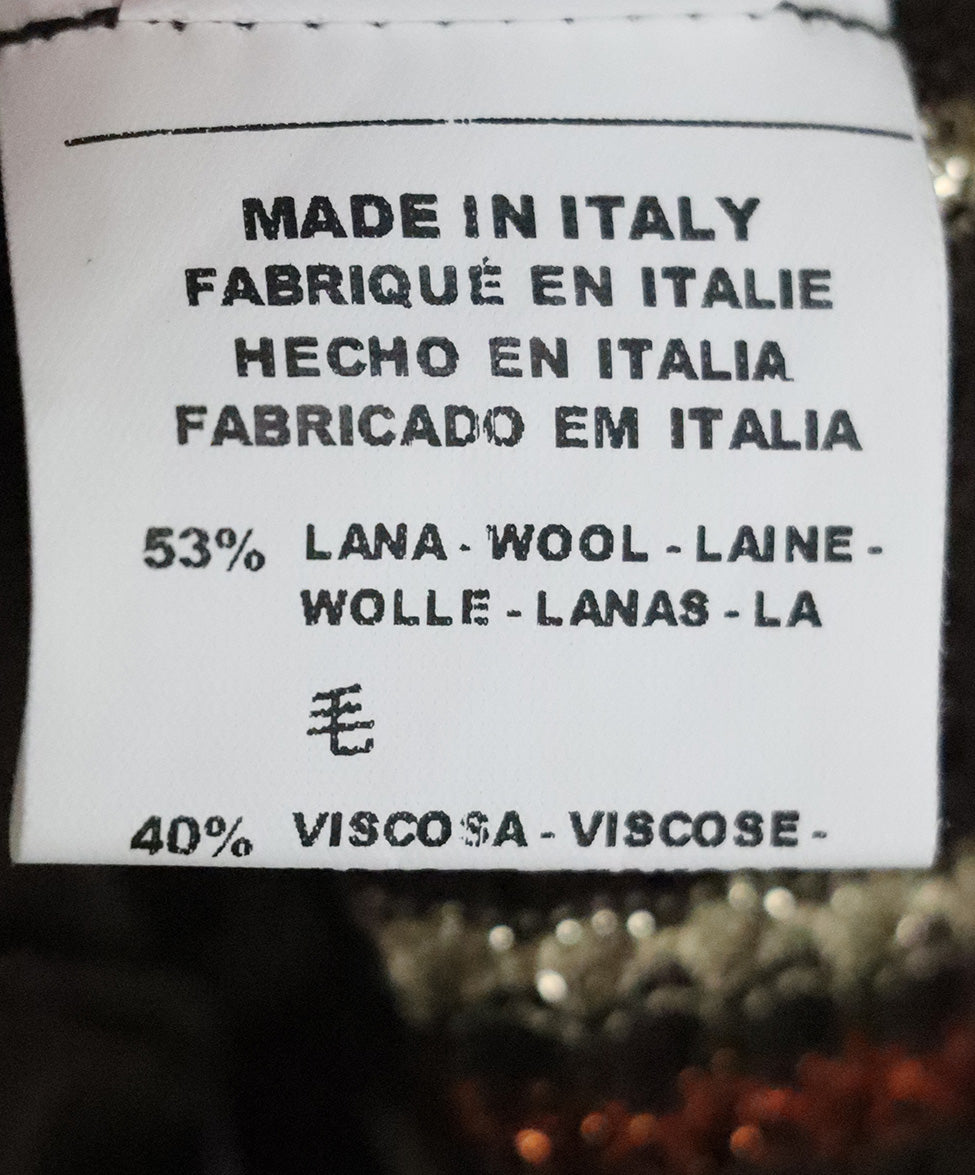 MADE IN ITALY
FABRIQUÉ EN ITALIE
HECHO EN ITALIA
FABRICADO EM ITALIA
53% LANA - WOOL - LAINE -
WOLLE - LANAS - LA
毛
40% VISCOSA - VISCOSE -